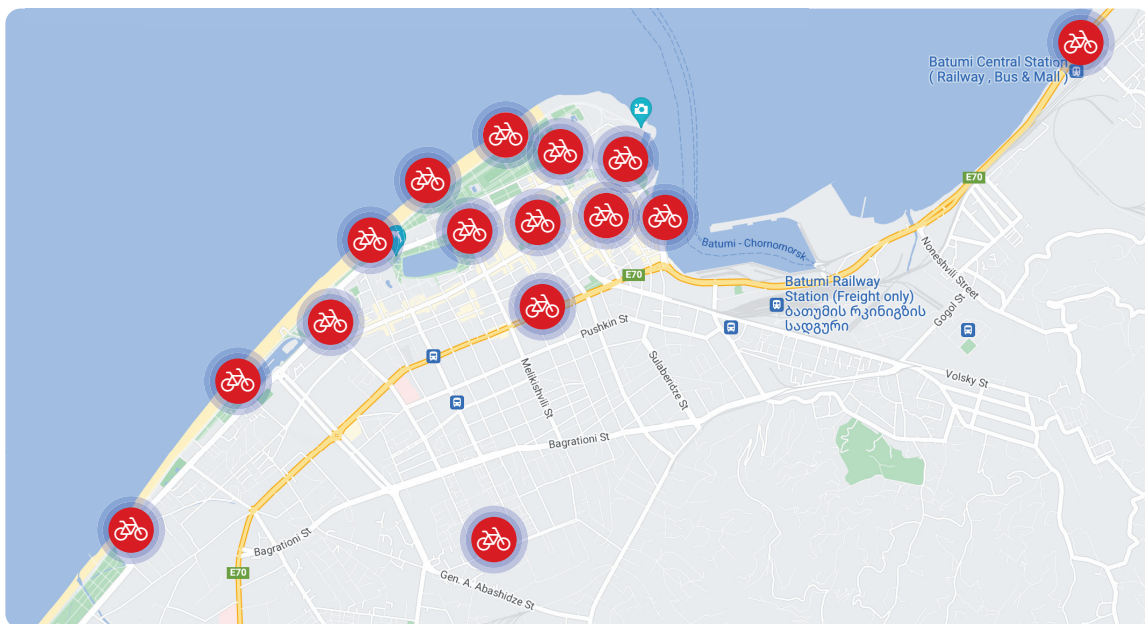 Batumi Central Station
( Railway , Bus & Mall )
E70
Batumi - Chornomorsk
Noneshvili Street
E70
Batumi Railway
Station (Freight only)
ბათუმის რკინიგზის
სადგური
Gogol St
Pushkin St
Sulaberidze St
Melikishvili St
Volsky St
Bagrationi St
Bagrationi St
E70
Gen. A. Abashidze St